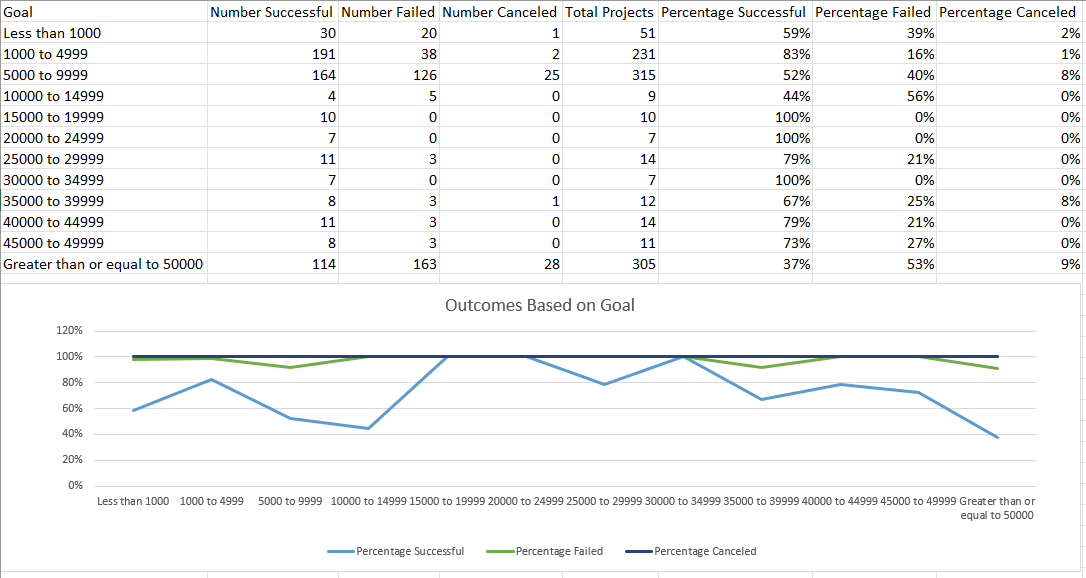 Goal Number Successful Number Failed Number Canceled Total Projects Percentage Successful Percentage Failed Percentage Canceled
Less than 1000 30 20 1 51 59% 39% 2%
1000 to 4999 191 38 2 231 83% 16% 1%
5000 to 9999 164 126 25 315 52% 40% 8%
10000 to 14999 4 5 0 9 44% 56% 0%
15000 to 19999 10 0 0 10 100% 0% 0%
20000 to 24999 7 0 0 7 100% 0% 0%
25000 to 29999 11 3 0 14 79% 21% 0%
30000 to 34999 7 0 0 7 100% 0% 0%
35000 to 39999 8 3 1 12 67% 25% 8%
40000 to 44999 11 3 0 14 79% 21% 0%
45000 to 49999 8 3 0 11 73% 27% 0%
Greater than or equal to 50000 114 163 28 305 37% 53% 9%
Outcomes Based on Goal
120%
100%
80%
60%
40%
20%
0%
Less than 1000 1000 to 4999 5000 to 9999 10000 to 14999 15000 to 19999 20000 to 24999 25000 to 29999 30000 to 34999 35000 to 39999 40000 to 44999 45000 to 49999 Greater than or
equal to 50000
Percentage Successful Percentage Failed Percentage Canceled